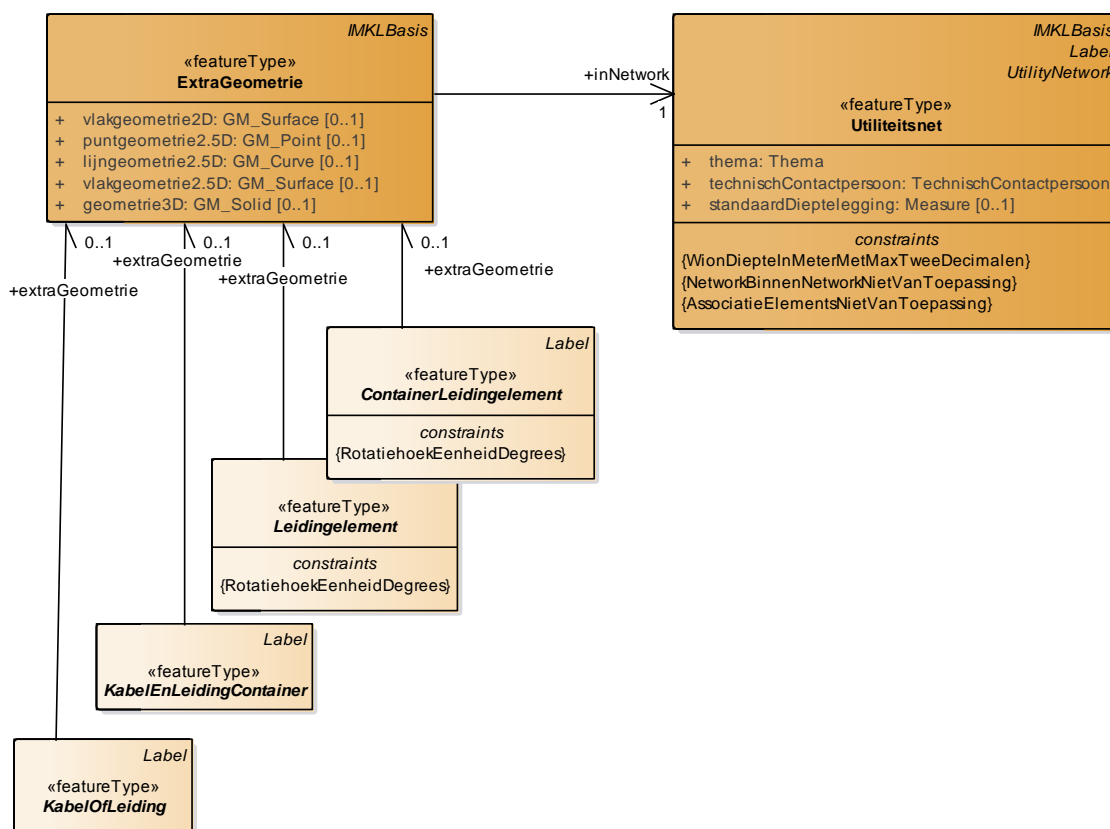 IMKLBasis
«featureType»
ExtraGeometrie
+ vlakgeometrie2D: GM_Surface [0..1]
+ puntgeometrie2.5D: GM_Point [0..1]
+ lijngeometrie2.5D: GM_Curve [0..1]
+ vlakgeometrie2.5D: GM_Surface [0..1]
+ geometrie3D: GM_Solid [0..1]
+inNetwork
1
IMKLBasis
Label
UtilityNetwork
«featureType»
Utiliteitsnet
+ thema: Thema
+ technischContactpersoon: TechnischContactpersoon
+ standaardDieptelegging: Measure [0..1]
constraints
{WionDiepteInMeterMetMaxTweeDecimalen}
{NetworkBinnenNetworkNietVanToepassing}
{AssociatieElementsNietVanToepassing}
0..1
+extraGeometrie
0..1
+extraGeometrie
0..1
+extraGeometrie
0..1
+extraGeometrie
Label
«featureType»
ContainerLeidingelement
constraints
{RotatiehoekEenheidDegrees}
«featureType»
Leidingelement
constraints
{RotatiehoekEenheidDegrees}
Label
«featureType»
KabelEnLeidingContainer
Label
«featureType»
KabelOfLeiding